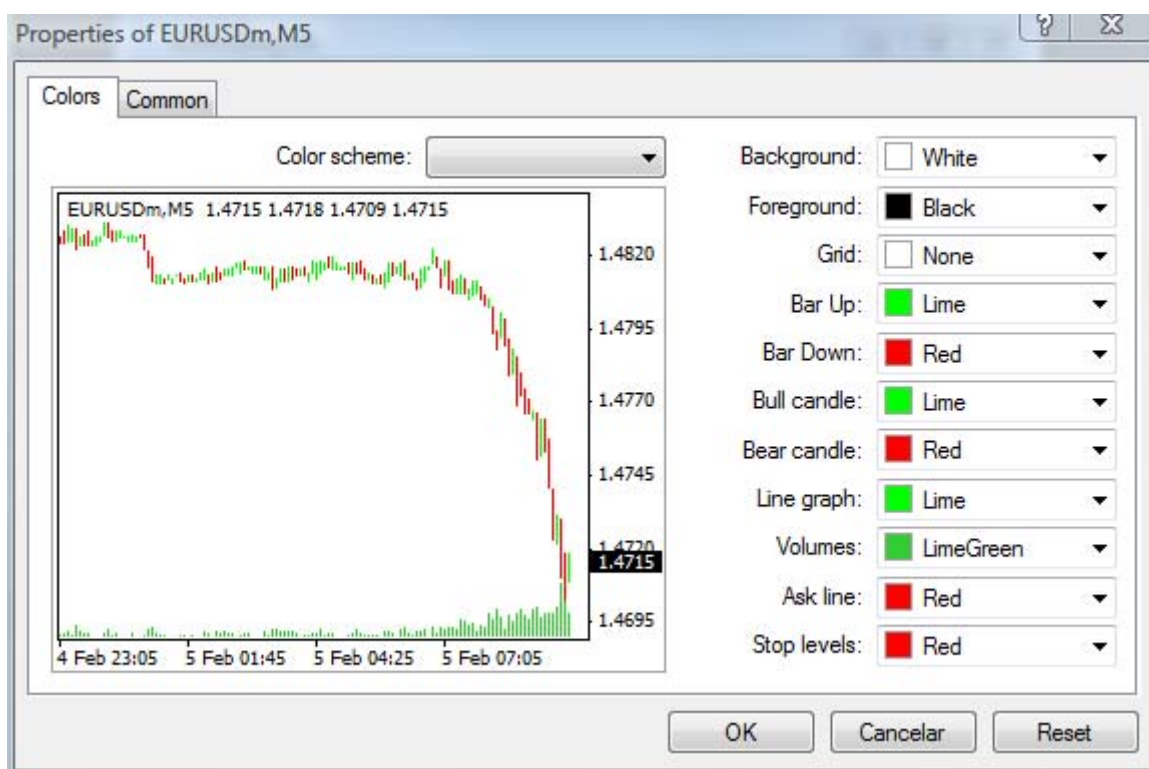 Properties of EURUSDm,M5
Colors
Common
Color scheme:
EURUSDm,M5 1.4715 1.4718 1.4709 1.4715
1.4820
1.4795
1.4770
1.4745
1.4720
1.4715
1.4695
4 Feb 23:05 5 Feb 01:45 5 Feb 04:25 5 Feb 07:05
Background: White
Foreground: Black
Grid: None
Bar Up: Lime
Bar Down: Red
Bull candle: Lime
Bear candle: Red
Line graph: Lime
Volumes: LimeGreen
Ask line: Red
Stop levels: Red
OK Cancelar Reset